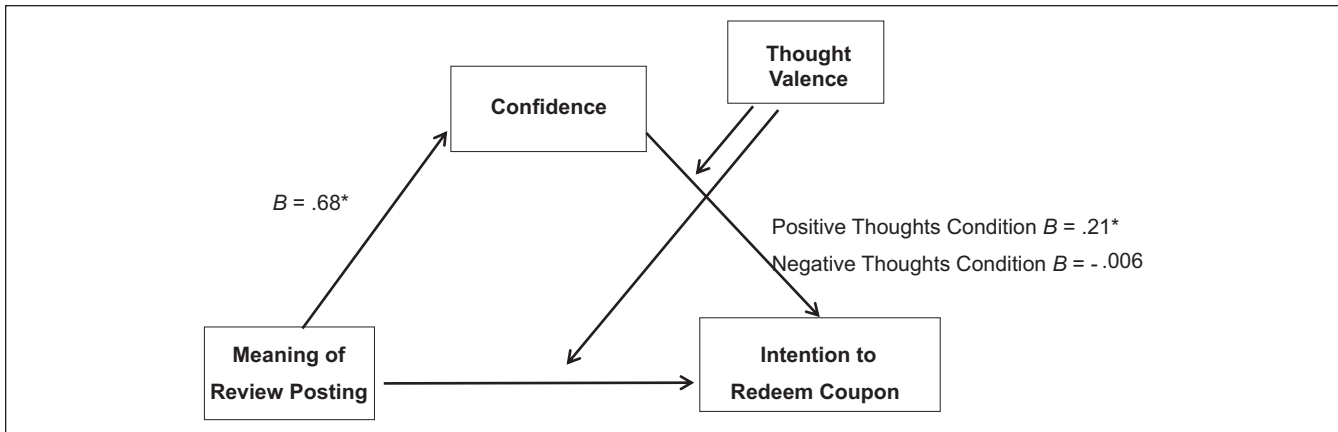 Thought
Valence
Confidence
B = .68*
Positive Thoughts Condition B = .21*
Negative Thoughts Condition B = - .006
Meaning of
Review Posting
Intention to
Redeem Coupon